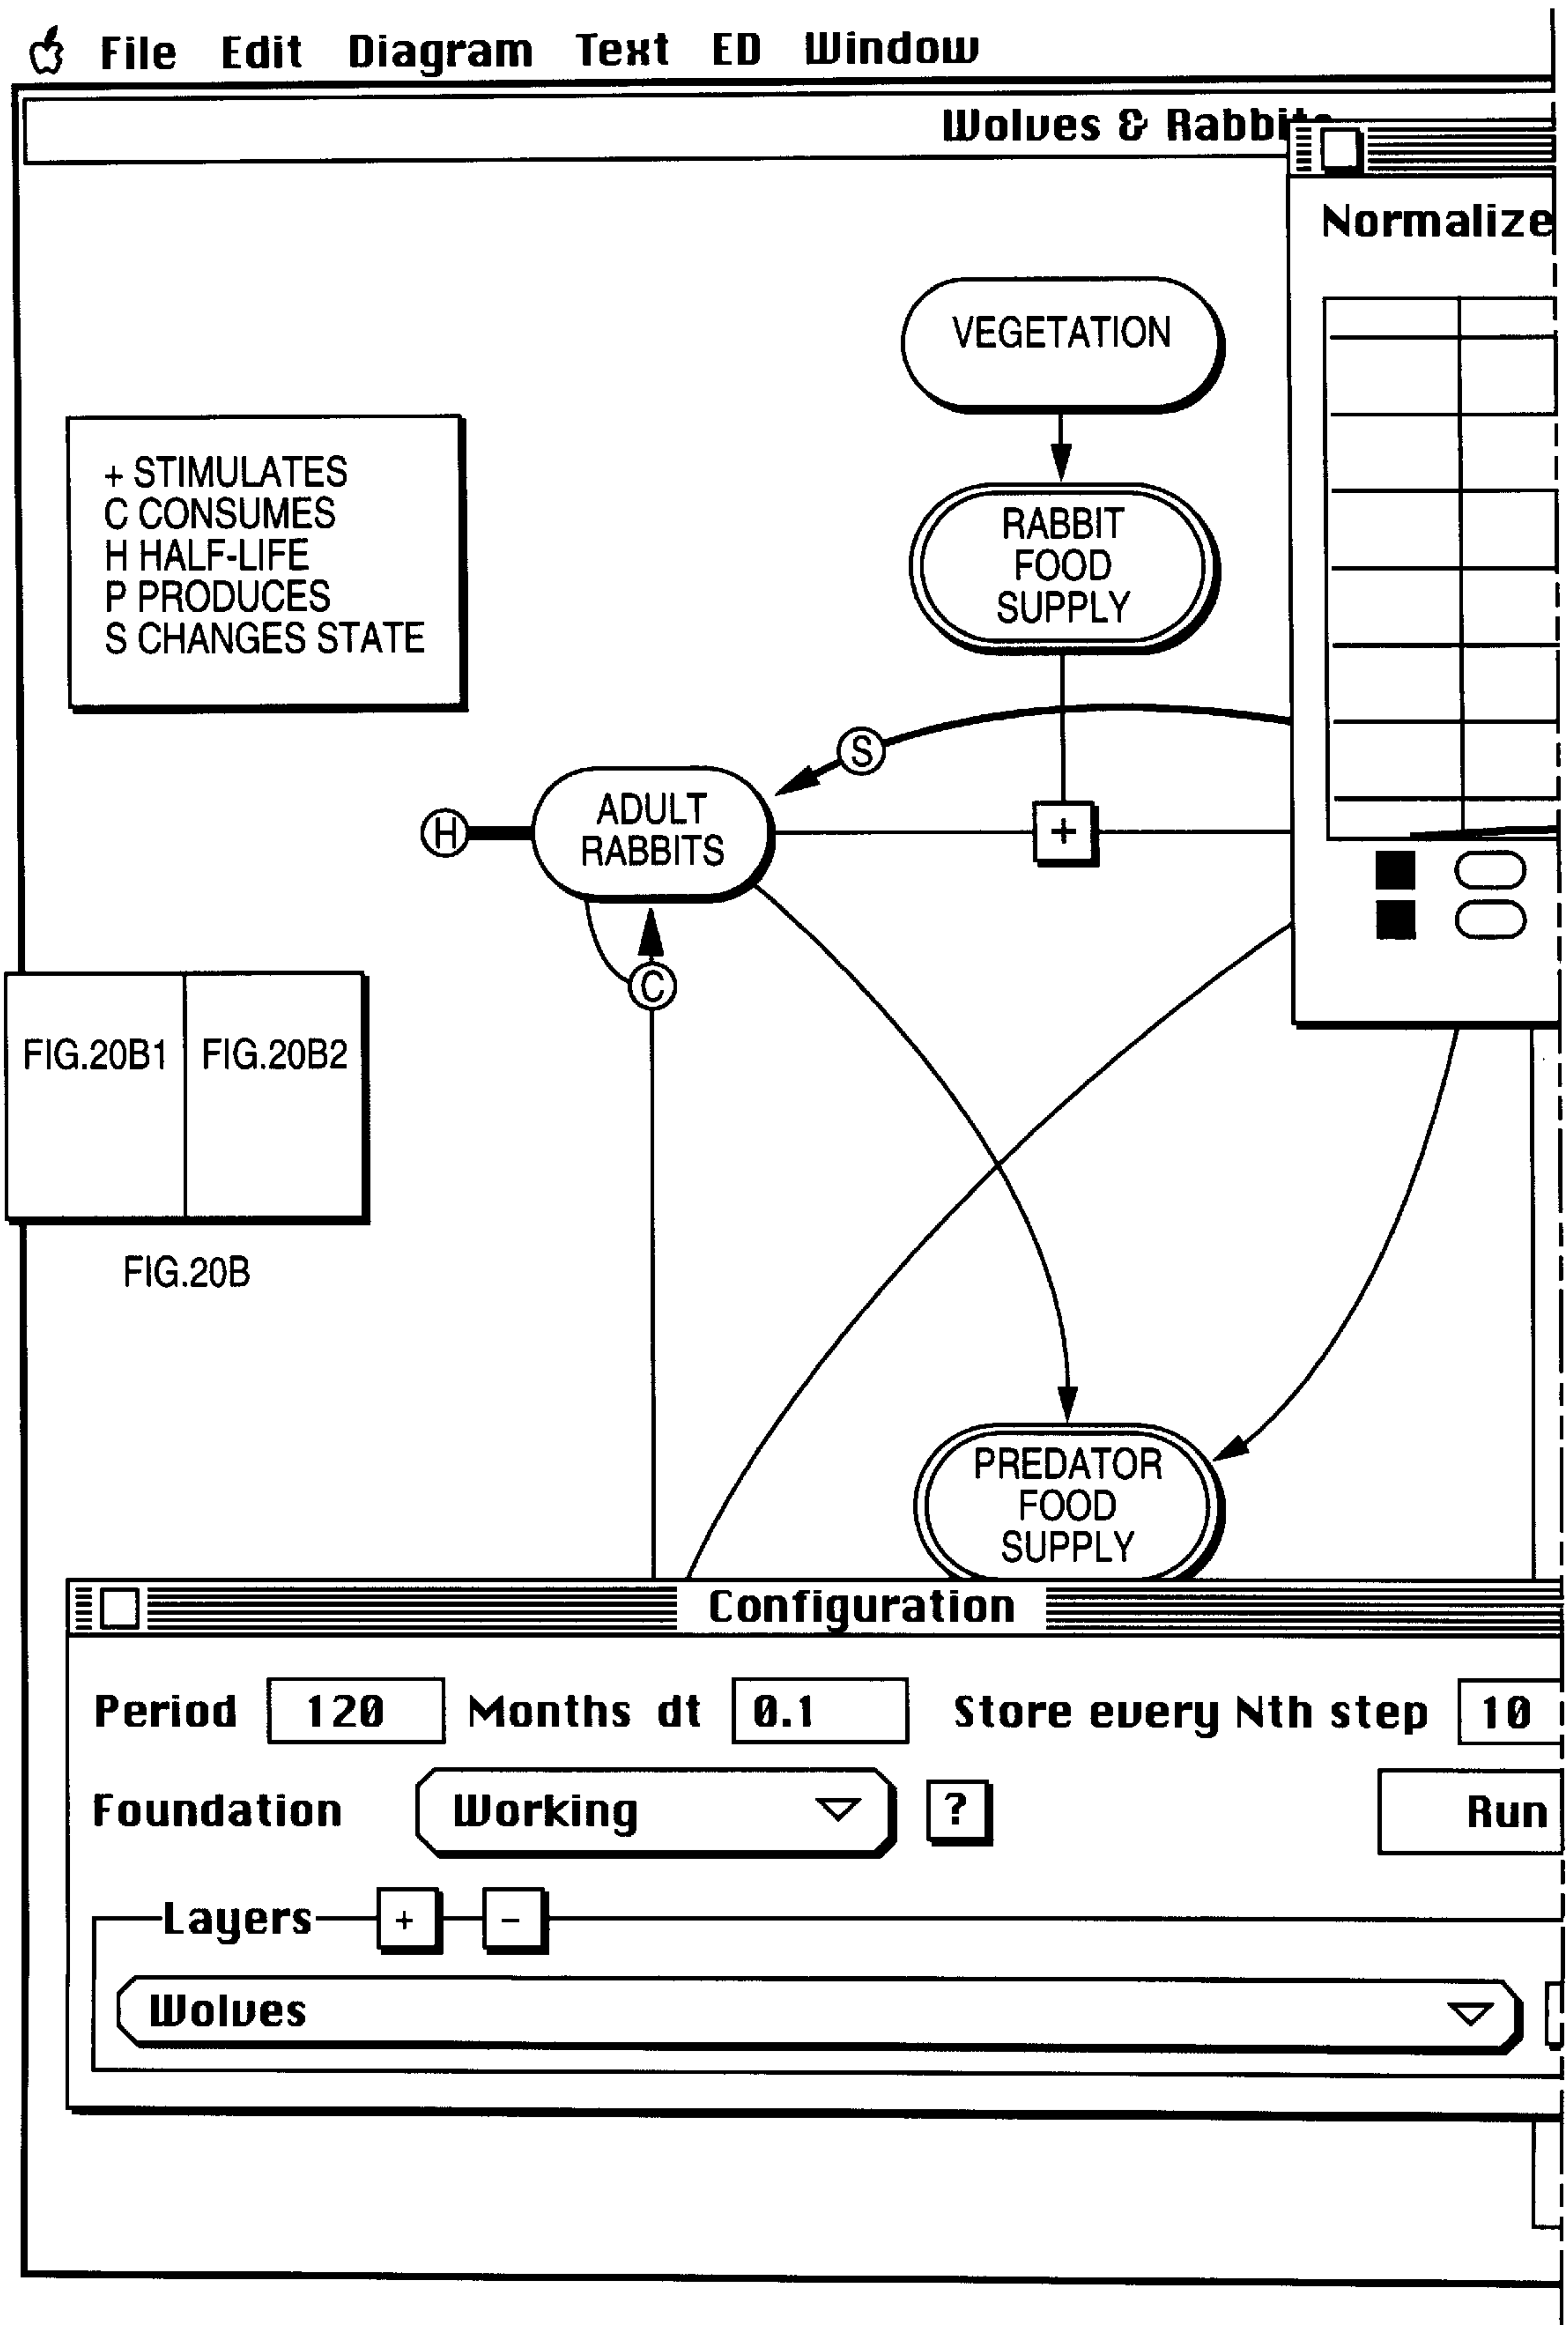 File Edit Diagram Text ED Window
Wolves & Rabbits
Normalize
VEGETATION
+ STIMULATES
C CONSUMES
H HALF-LIFE
P PRODUCES
S CHANGES STATE
RABBIT
FOOD
SUPPLY
S
H
ADULT
RABBITS
+
C
FIG.20B1 FIG.20B2
FIG.20B
PREDATOR
FOOD
SUPPLY
Configuration
Period 120 Months dt 0.1 Store every Nth step 10
Foundation Working ? Run
Layers + -
Wolves